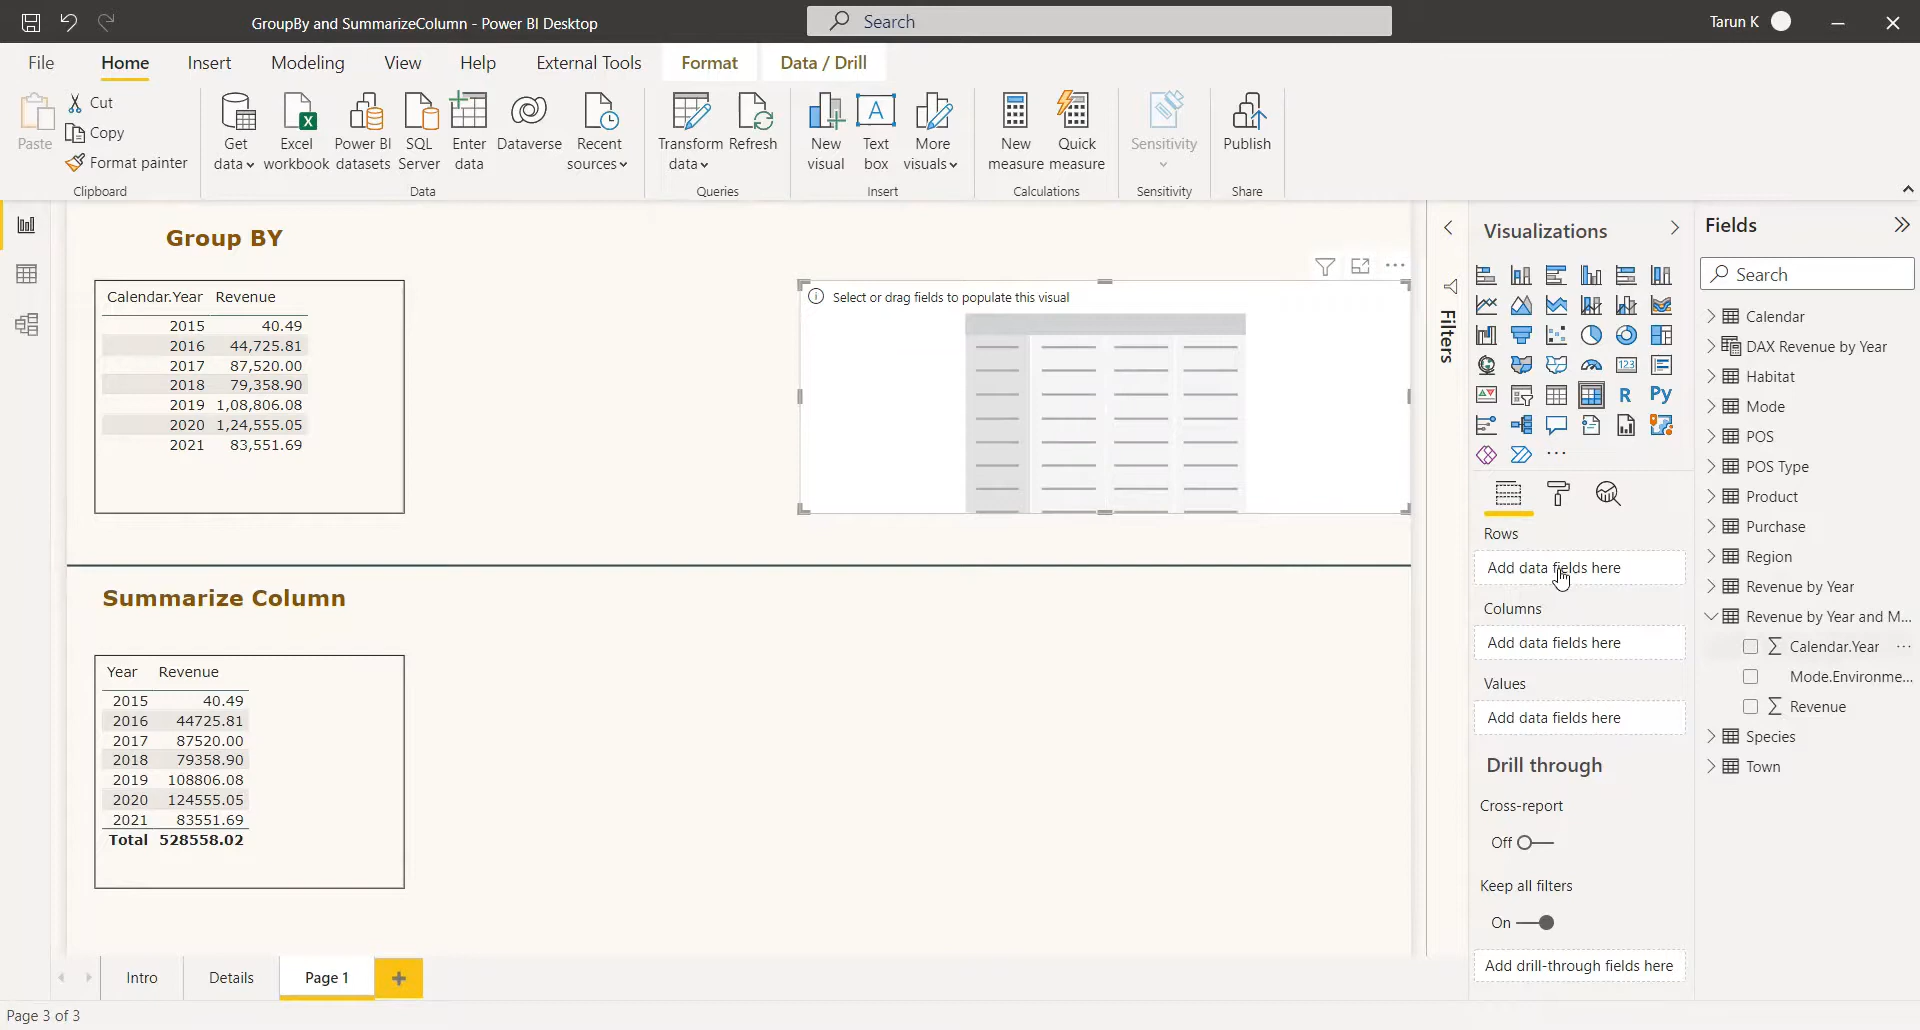 GroupBy and SummarizeColumn - Power BI Desktop
Search
Tarun K
File
Home
Insert
Modeling
View
Help
External Tools
Format
Data / Drill
Paste
Cut
Copy
Format painter
Clipboard
Get data
Excel workbook
Power BI datasets
SQL Server
Enter data
Dataverse
Recent sources
Data
Transform data
Refresh
Queries
New visual
A
Text box
More visuals
Insert
New measure
Quick measure
Calculations
Sensitivity
Sensitivity
Publish
Share
Group BY
Calendar.Year Revenue
2015 40.49
2016 44,725.81
2017 87,520.00
2018 79,358.90
2019 1,08,806.08
2020 1,24,555.05
2021 83,551.69
Select or drag fields to populate this visual
Summarize Column
Year Revenue
2015 40.49
2016 44725.81
2017 87520.00
2018 79358.90
2019 108806.08
2020 124555.05
2021 83551.69
Total 528558.02
Filters
Visualizations
123
R
Py
Rows
Add data fields here
Columns
Add data fields here
Values
Add data fields here
Drill through
Cross-report
Off
Keep all filters
On
Add drill-through fields here
Fields
Search
Calendar
DAX Revenue by Year
Habitat
Mode
POS
POS Type
Product
Purchase
Region
Revenue by Year
Revenue by Year and M...
Calendar.Year
Mode.Environme...
Revenue
Species
Town
Intro
Details
Page 1
Page 3 of 3